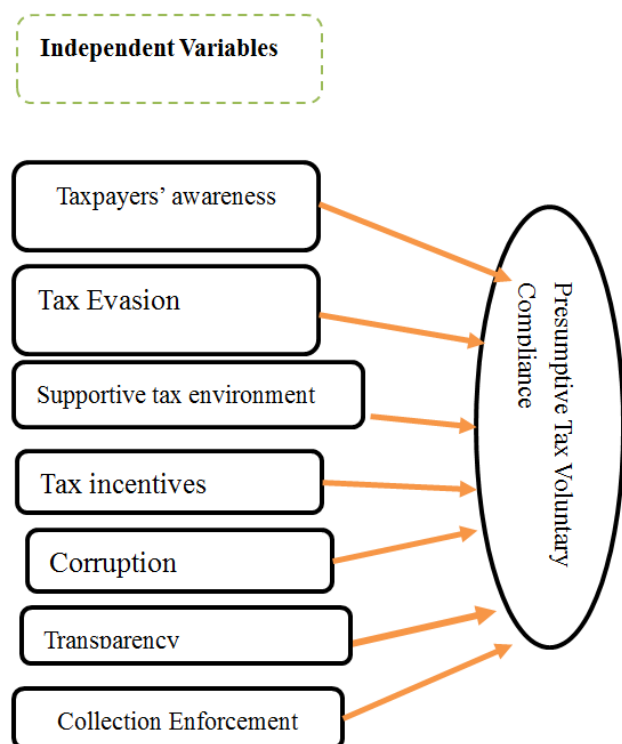 Independent Variables
Taxpayers’ awareness
Tax Evasion
Supportive tax environment
Tax incentives
Corruption
Transparency
Collection Enforcement
Presumptive Tax Voluntary
Compliance